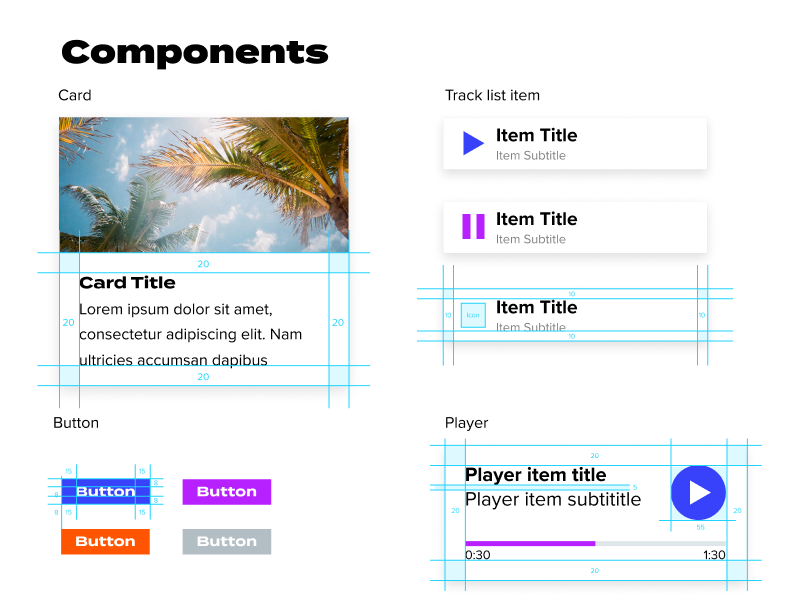 Components
Card
20
Card Title
Lorem ipsum dolor sit amet,
consectetur adipiscing elit. Nam
ultricies accumsan dapibus
20
20
20
Track list item
Item Title
Item Subtitle
Item Title
Item Subtitle
10
Item Title
Item Subtitle
10
Icon
10
10
Button
15
15
8
Button
8
8
8
15
15
Button
Button
Button
Player
20
Player item title
5
Player item subtititle
20
20
55
0:30
1:30
20